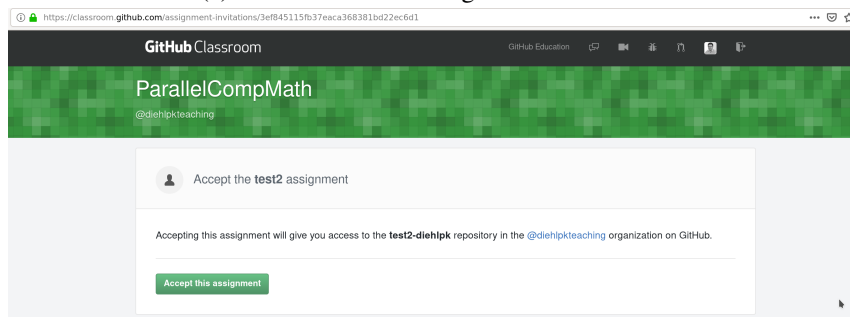 https://classroom.github.com/assignment-invitations/3ef845115fb37eaca368381bd22ec6d1
GitHub Classroom
GitHub Education
ParallelCompMath
@diehlpkteaching
Accept the test2 assignment
Accepting this assignment will give you access to the test2-diehlpk repository in the @diehlpkteaching organization on GitHub.
Accept this assignment